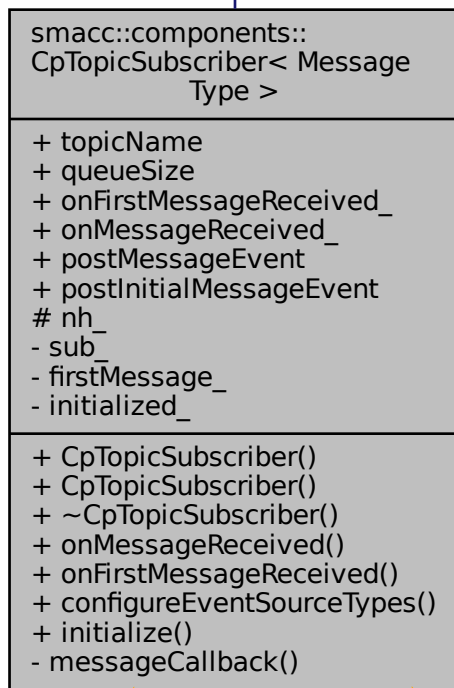 smacc::components::
CpTopicSubscriber< Message
Type >
+ topicName
+ queueSize
+ onFirstMessageReceived_
+ onMessageReceived_
+ postMessageEvent
+ postInitialMessageEvent
# nh_
- sub_
- firstMessage_
- initialized_
+ CpTopicSubscriber()
+ CpTopicSubscriber()
+ ~CpTopicSubscriber()
+ onMessageReceived()
+ onFirstMessageReceived()
+ configureEventSourceTypes()
+ initialize()
- messageCallback()